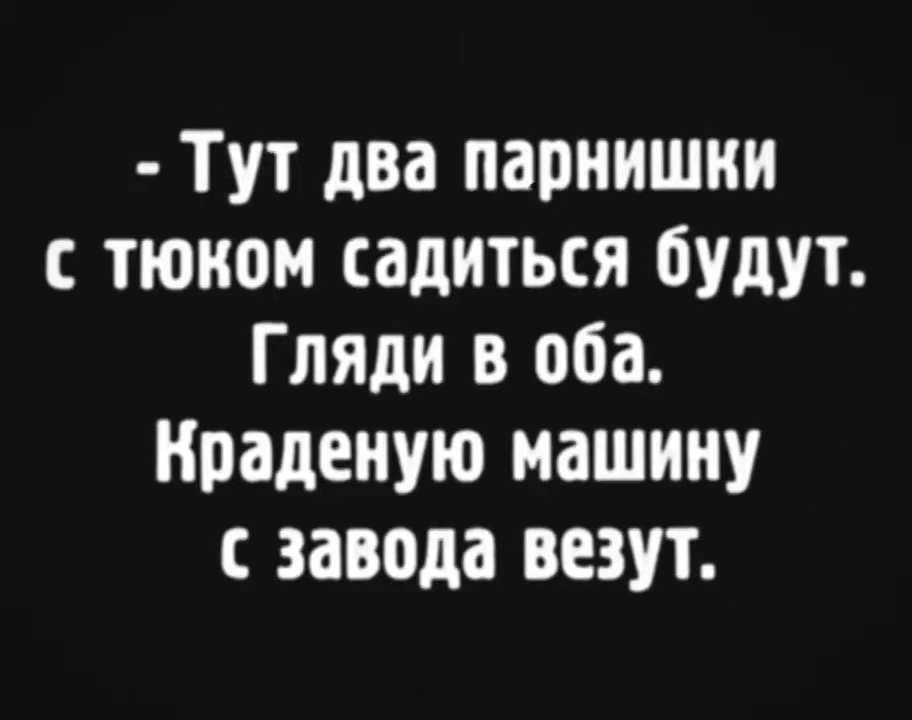 - Тут два парнишки
с тюком садиться будут.
Гляди в оба.
Краденую машину
с завода везут.